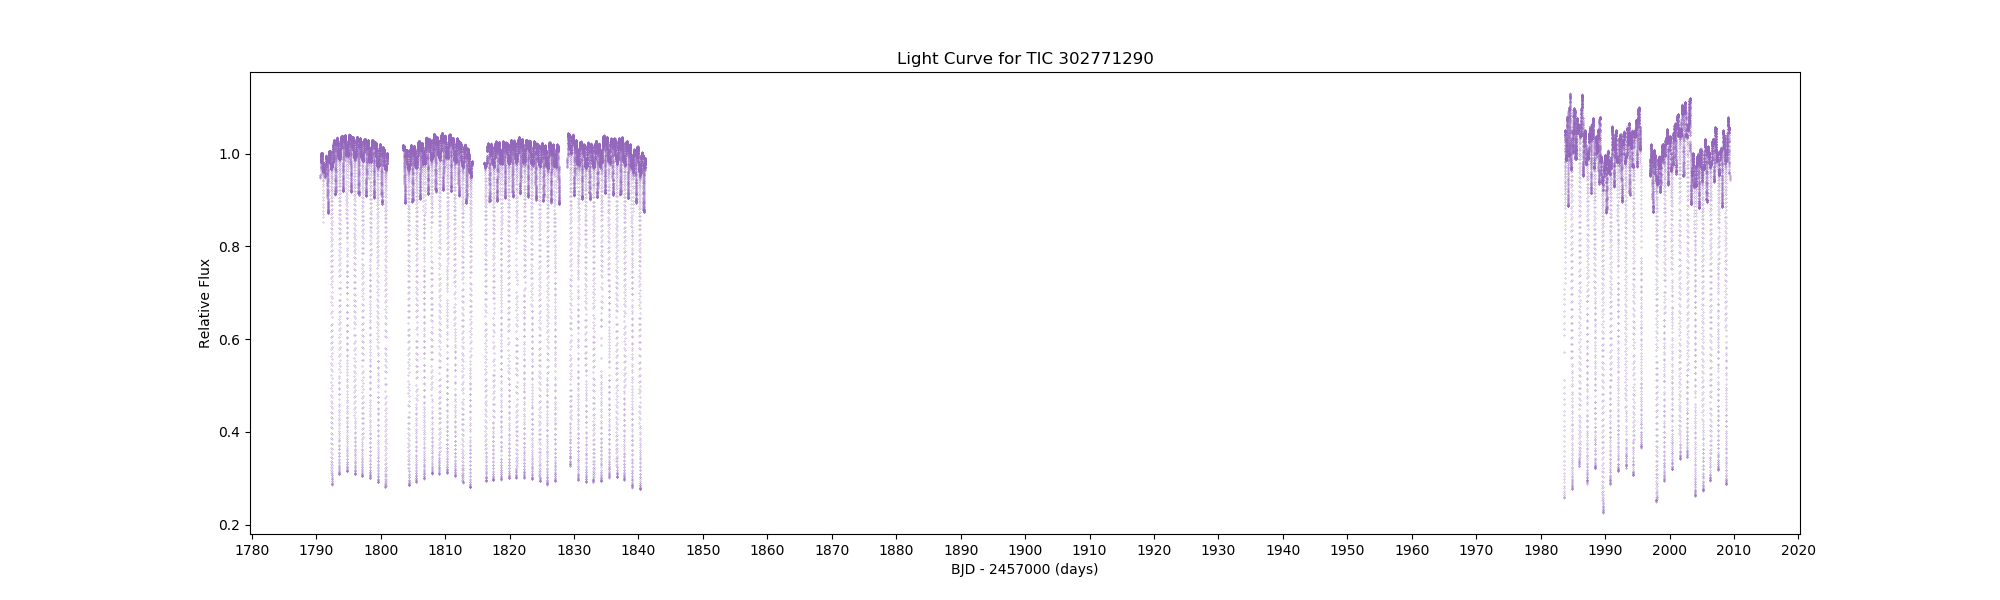 Light Curve for TIC 302771290
Relative Flux
1.0
0.8
0.6
0.4
0.2
1780 1790 1800 1810 1820 1830 1840 1850 1860 1870 1880 1890 1900 1910 1920 1930 1940 1950 1960 1970 1980 1990 2000 2010 2020
BJD - 2457000 (days)